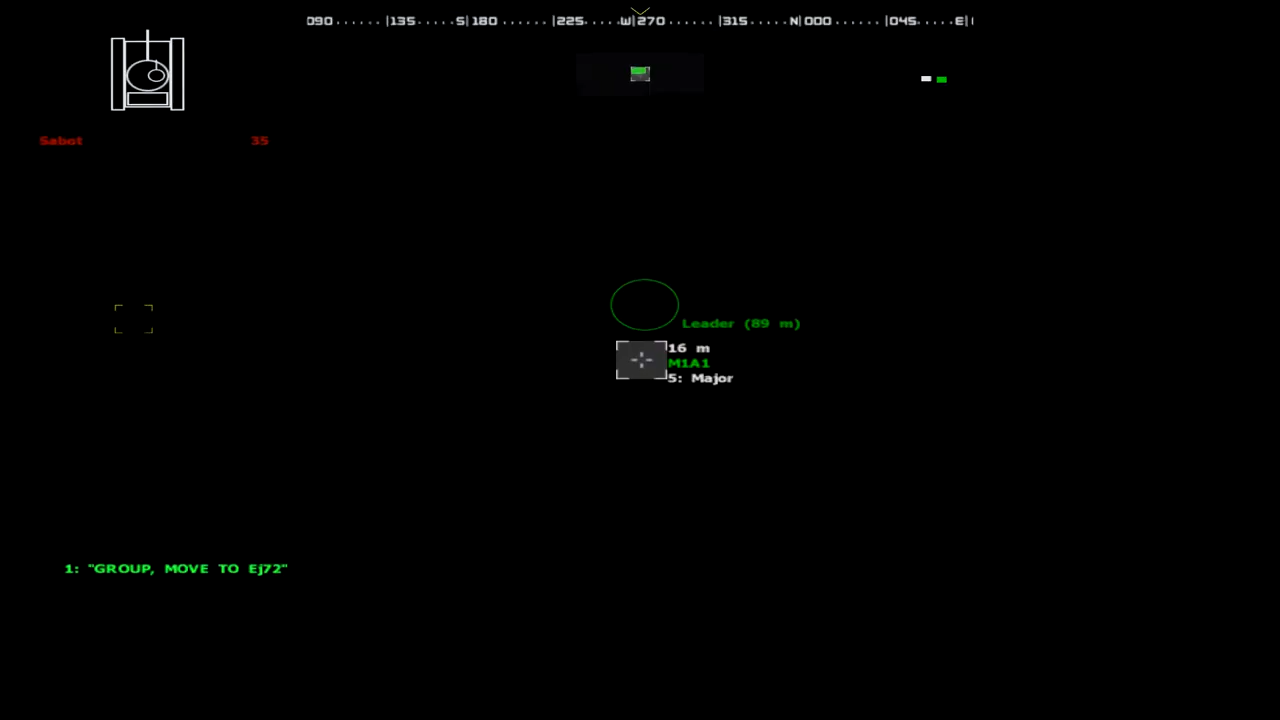 090......|135.....S|180......|225.....W|270......|315.....N|000......|045.....E|
Sabot 35
Leader (89 m)
16 m
M1A1
5: Major
1: "GROUP, MOVE TO Ej72"